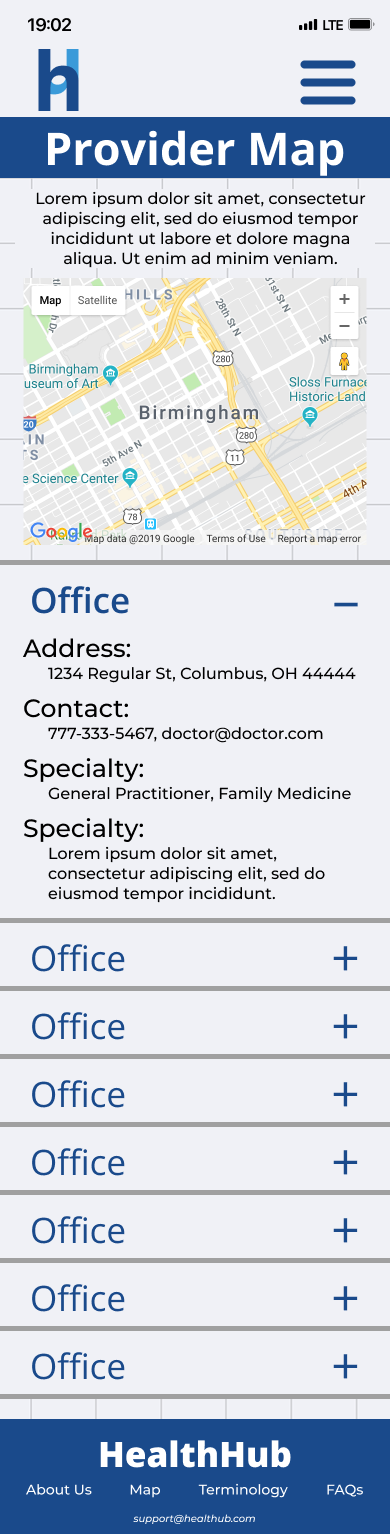 19:02
LTE
Provider Map
Lorem ipsum dolor sit amet, consectetur
adipiscing elit, sed do eiusmod tempor
incididunt ut labore et dolore magna
aliqua. Ut enim ad minim veniam.
Map
Satellite
HILLS
28th St N
31st St N
280
Birmingham
useum of Art
Sloss Furnace
Historic Land
20
Birmingham
280
5th Ave N
11
e Science Center
4th A
78
Google
Map data @2019 Google
Terms of Use
Report a map error
Office
Address:
1234 Regular St, Columbus, OH 44444
Contact:
777-333-5467, doctor@doctor.com
Specialty:
General Practitioner, Family Medicine
Specialty:
Lorem ipsum dolor sit amet,
consectetur adipiscing elit, sed do
eiusmod tempor incididunt.
Office
Office
Office
Office
Office
Office
Office
HealthHub
About Us
Map
Terminology
FAQs
support@healthhub.com